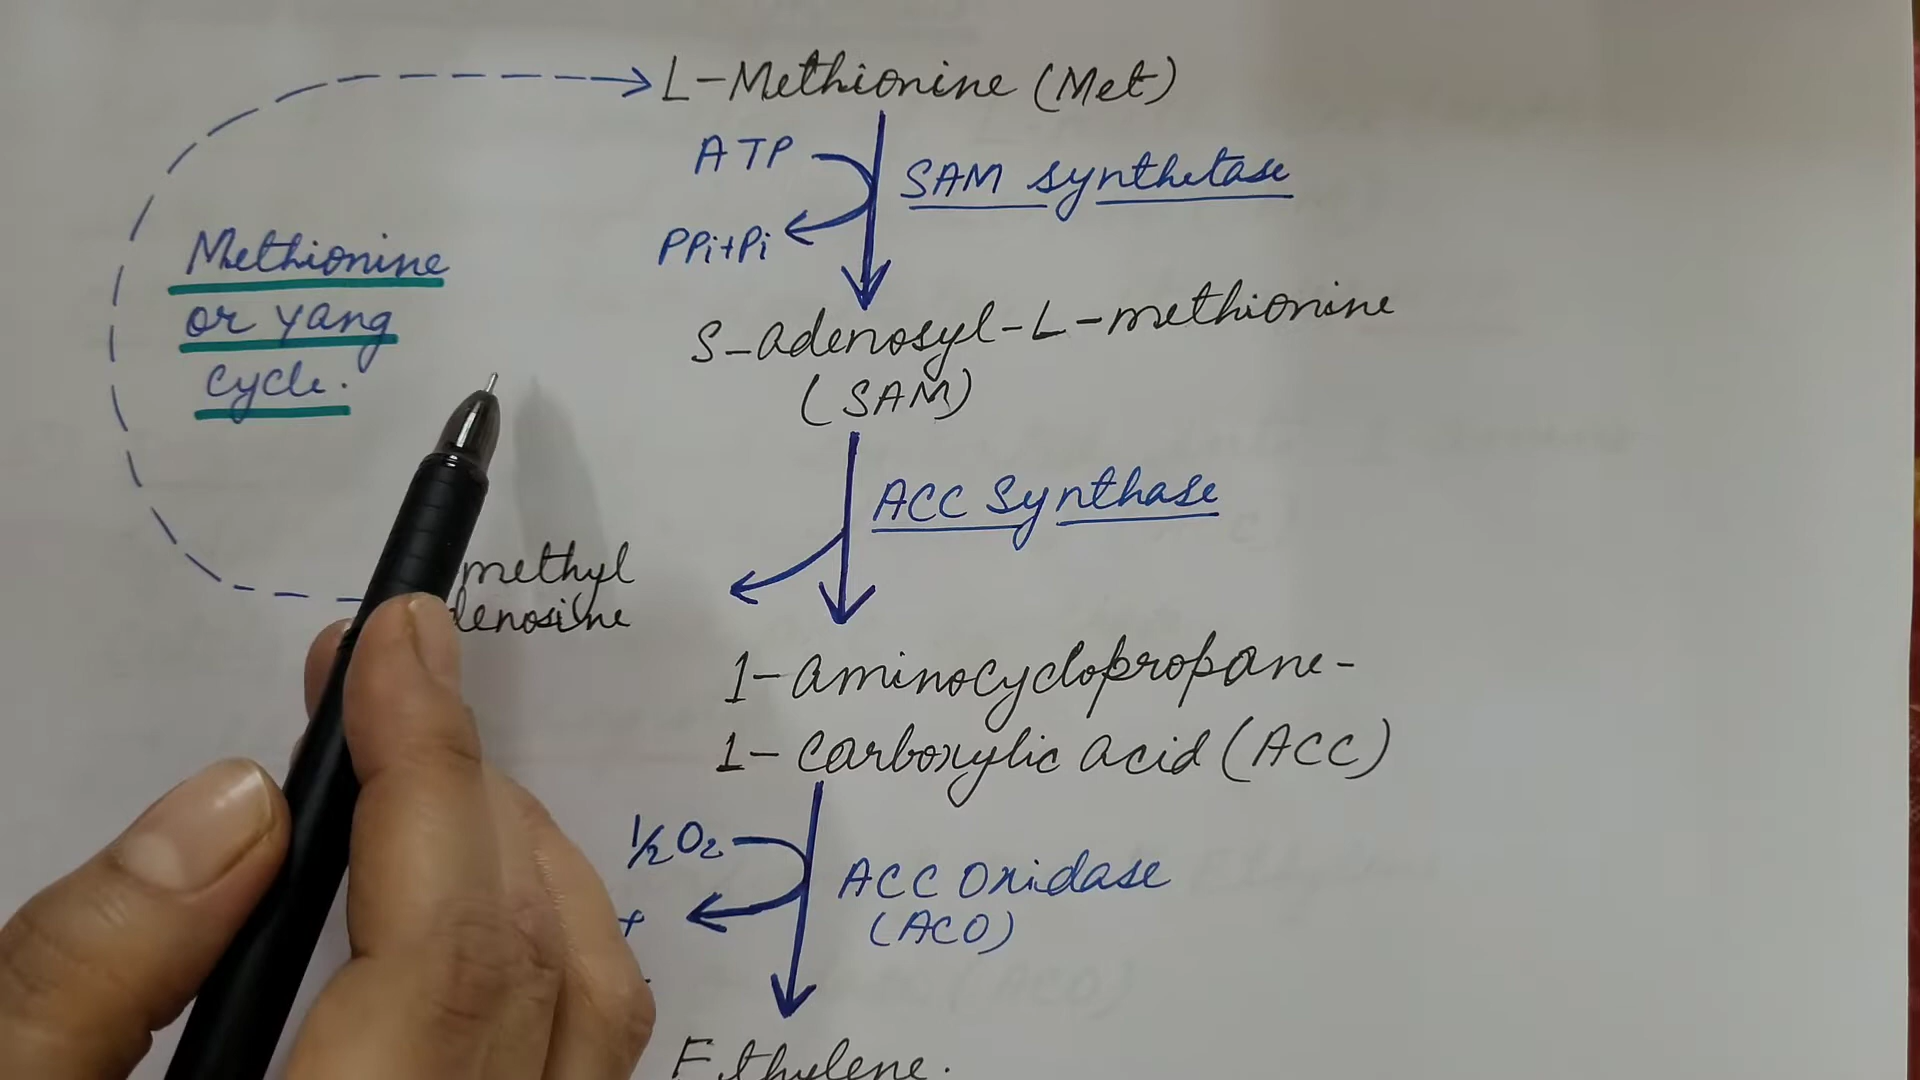 L-Methionine (Met)
ATP
SAM synthetase
PPi+Pi
Methionine
or yang
cycle.
S-adenosyl-L-methionine
(SAM)
ACC Synthase
methyl
denosine
1-aminocyclopropane-
1-Carboxylic acid (ACC)
1/2O2
ACC Oxidase
+
(ACO)
Ethylene.